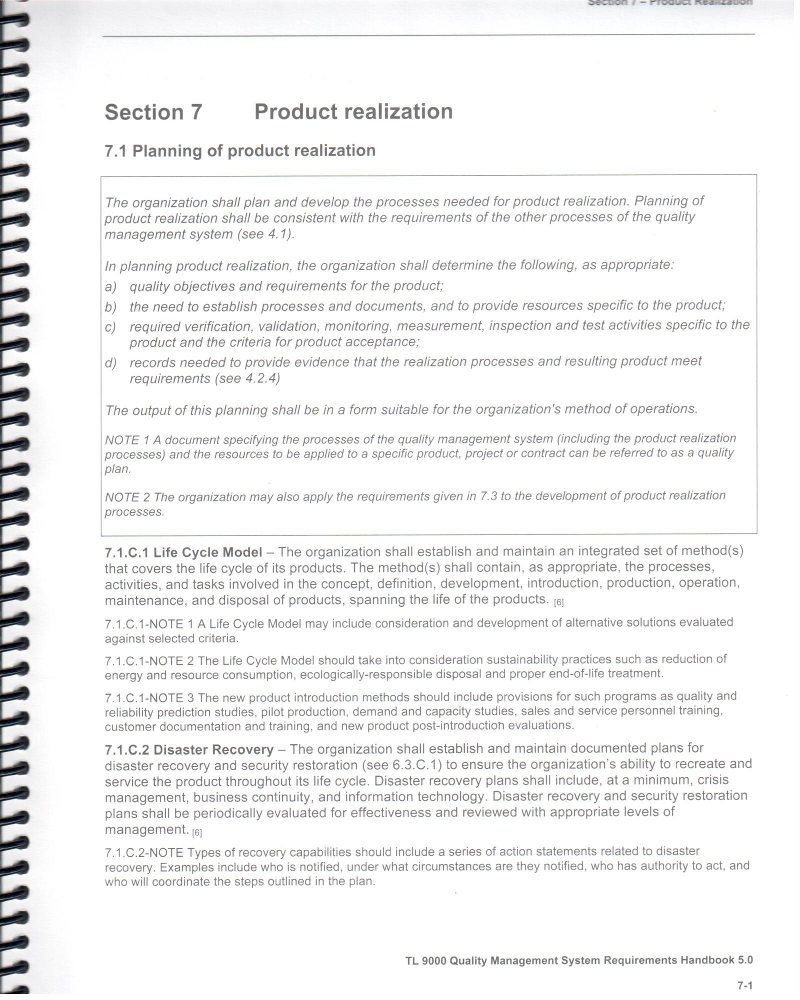 Section 7 – Product Realization
Section 7 Product realization
7.1 Planning of product realization
The organization shall plan and develop the processes needed for product realization. Planning of
product realization shall be consistent with the requirements of the other processes of the quality
management system (see 4.1).
In planning product realization, the organization shall determine the following, as appropriate:
a) quality objectives and requirements for the product;
b) the need to establish processes and documents, and to provide resources specific to the product;
c) required verification, validation, monitoring, measurement, inspection and test activities specific to the
product and the criteria for product acceptance;
d) records needed to provide evidence that the realization processes and resulting product meet
requirements (see 4.2.4)
The output of this planning shall be in a form suitable for the organization's method of operations.
NOTE 1 A document specifying the processes of the quality management system (including the product realization
processes) and the resources to be applied to a specific product, project or contract can be referred to as a quality
plan.
NOTE 2 The organization may also apply the requirements given in 7.3 to the development of product realization
processes.
7.1.C.1 Life Cycle Model – The organization shall establish and maintain an integrated set of method(s)
that covers the life cycle of its products. The method(s) shall contain, as appropriate, the processes,
activities, and tasks involved in the concept, definition, development, introduction, production, operation,
maintenance, and disposal of products, spanning the life of the products. [6]
7.1.C.1-NOTE 1 A Life Cycle Model may include consideration and development of alternative solutions evaluated
against selected criteria.
7.1.C.1-NOTE 2 The Life Cycle Model should take into consideration sustainability practices such as reduction of
energy and resource consumption, ecologically-responsible disposal and proper end-of-life treatment.
7.1.C.1-NOTE 3 The new product introduction methods should include provisions for such programs as quality and
reliability prediction studies, pilot production, demand and capacity studies, sales and service personnel training,
customer documentation and training, and new product post-introduction evaluations.
7.1.C.2 Disaster Recovery – The organization shall establish and maintain documented plans for
disaster recovery and security restoration (see 6.3.C.1) to ensure the organization’s ability to recreate and
service the product throughout its life cycle. Disaster recovery plans shall include, at a minimum, crisis
management, business continuity, and information technology. Disaster recovery and security restoration
plans shall be periodically evaluated for effectiveness and reviewed with appropriate levels of
management. [6]
7.1.C.2-NOTE Types of recovery capabilities should include a series of action statements related to disaster
recovery. Examples include who is notified, under what circumstances are they notified, who has authority to act, and
who will coordinate the steps outlined in the plan.
TL 9000 Quality Management System Requirements Handbook 5.0
7-1